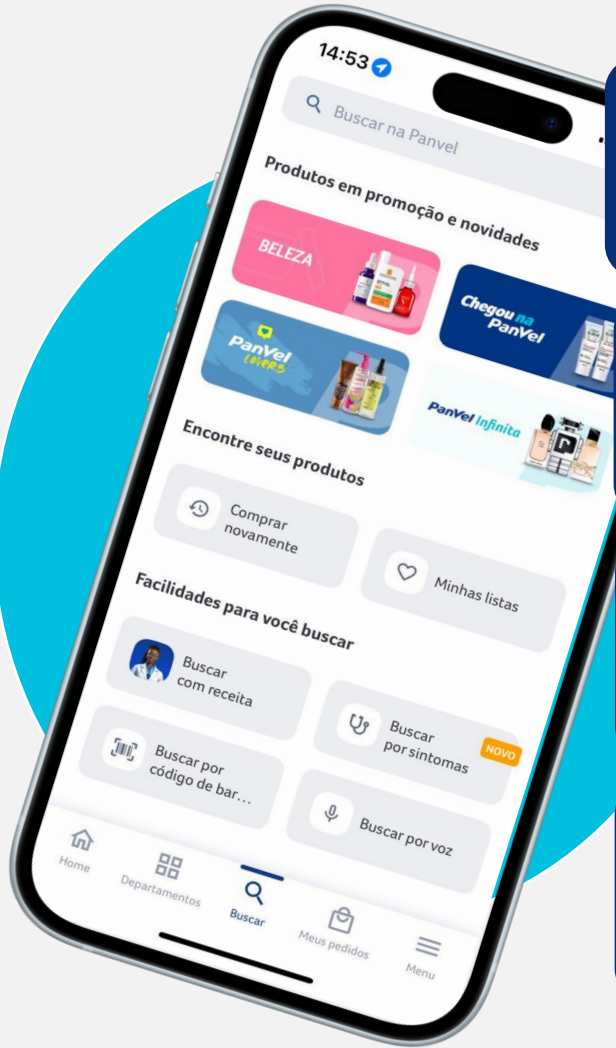 14:53
Buscar na Panvel
Produtos em promoção e novidades
BELEZA
Chegou na
PanVel
PanVel
Lovers
PanVel Infinita
Encontre seus produtos
Comprar
novamente
Minhas listas
Facilidades para você buscar
Buscar
com receita
Buscar
por sintomas
NOVO
Buscar por
código de bar...
Buscar por voz
Home
Departamentos
Buscar
Meus pedidos
Menu